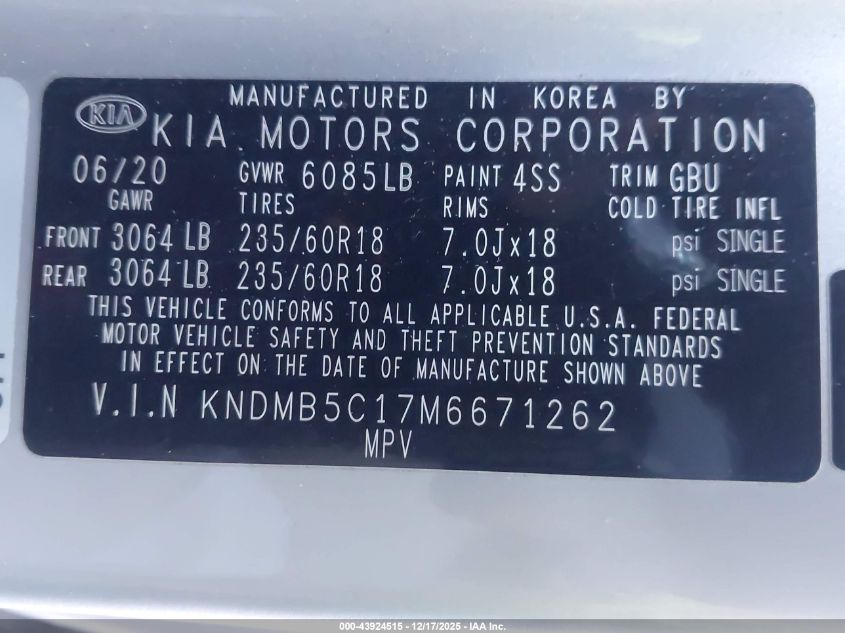 MANUFACTURED IN KOREA BY
KIA KIA MOTORS CORPORATION
06/20 GVWR 6085LB PAINT 4SS TRIM GBU
GAWR TIRES RIMS COLD TIRE INFL
FRONT 3064 LB 235/60R18 7.0Jx18 psi SINGLE
REAR 3064 LB 235/60R18 7.0Jx18 psi SINGLE
THIS VEHICLE CONFORMS TO ALL APPLICABLE U.S.A. FEDERAL
MOTOR VEHICLE SAFETY AND THEFT PREVENTION STANDARDS
IN EFFECT ON THE DATE OF MANUFACTURE SHOWN ABOVE
V.I.N KNDMB5C17M6671262
MPV
000-43924515 - 12/17/2025 - IAA Inc.